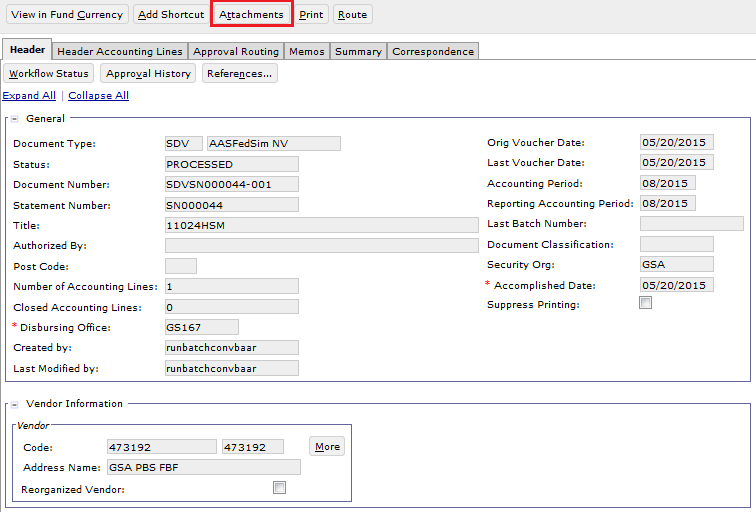 View in Fund Currency Add Shortcut Attachments Print Route
Header Header Accounting Lines Approval Routing Memos Summary Correspondence
Workflow Status Approval History References...
Expand All | Collapse All
General
Document Type: SDV AASFedSim NV Orig Voucher Date: 05/20/2015
Status: PROCESSED Last Voucher Date: 05/20/2015
Document Number: SDVSN000044-001 Accounting Period: 08/2015
Statement Number: SN000044 Reporting Accounting Period: 08/2015
Title: 11024HSM Last Batch Number:
Authorized By: Document Classification:
Post Code: Security Org: GSA
Number of Accounting Lines: 1 * Accomplished Date: 05/20/2015
Closed Accounting Lines: 0 Suppress Printing:
* Disbursing Office: GS167
Created by: runbatchconvbaar
Last Modified by: runbatchconvbaar
Vendor Information
Vendor
Code: 473192 473192 More
Address Name: GSA PBS FBF
Reorganized Vendor: